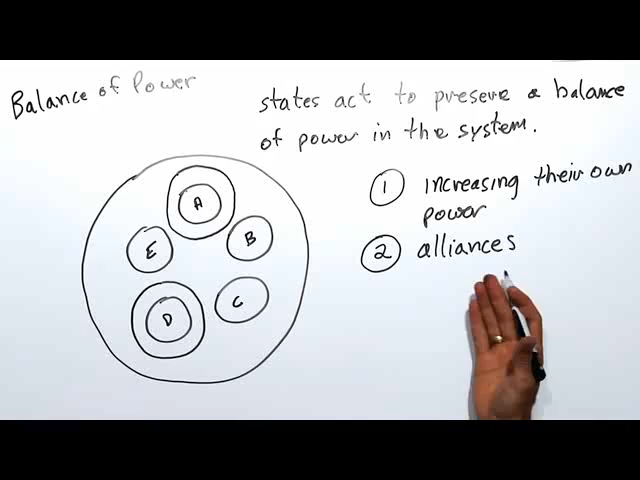 Balance of Power
states act to preseve a balance
of power in the system.
1 increasing their own
power
2 alliances
A
E
B
C
D